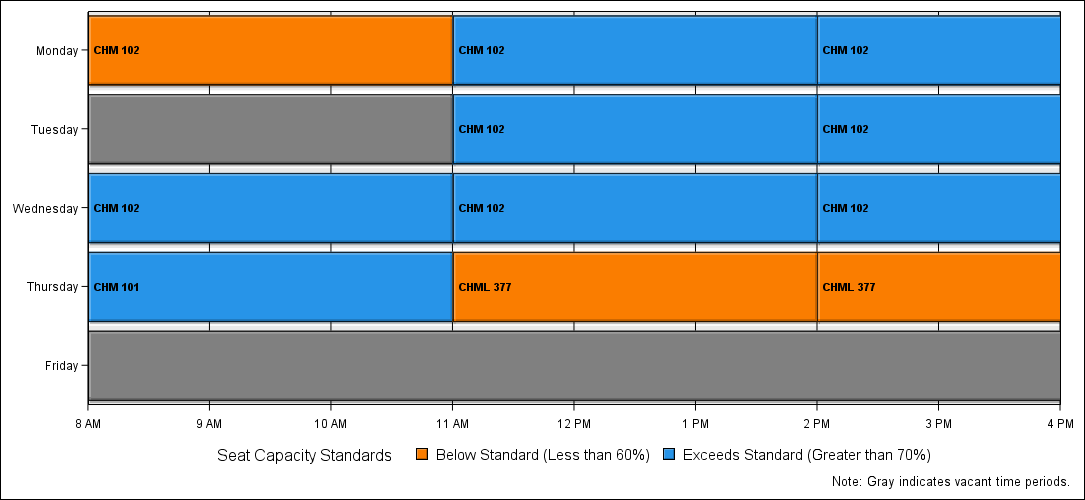 Monday CHM 102 CHM 102 CHM 102
Tuesday CHM 102 CHM 102
Wednesday CHM 102 CHM 102 CHM 102
Thursday CHM 101 CHML 377 CHML 377
Friday
8 AM 9 AM 10 AM 11 AM 12 PM 1 PM 2 PM 3 PM 4 PM
Seat Capacity Standards Below Standard (Less than 60%) Exceeds Standard (Greater than 70%)
Note: Gray indicates vacant time periods.